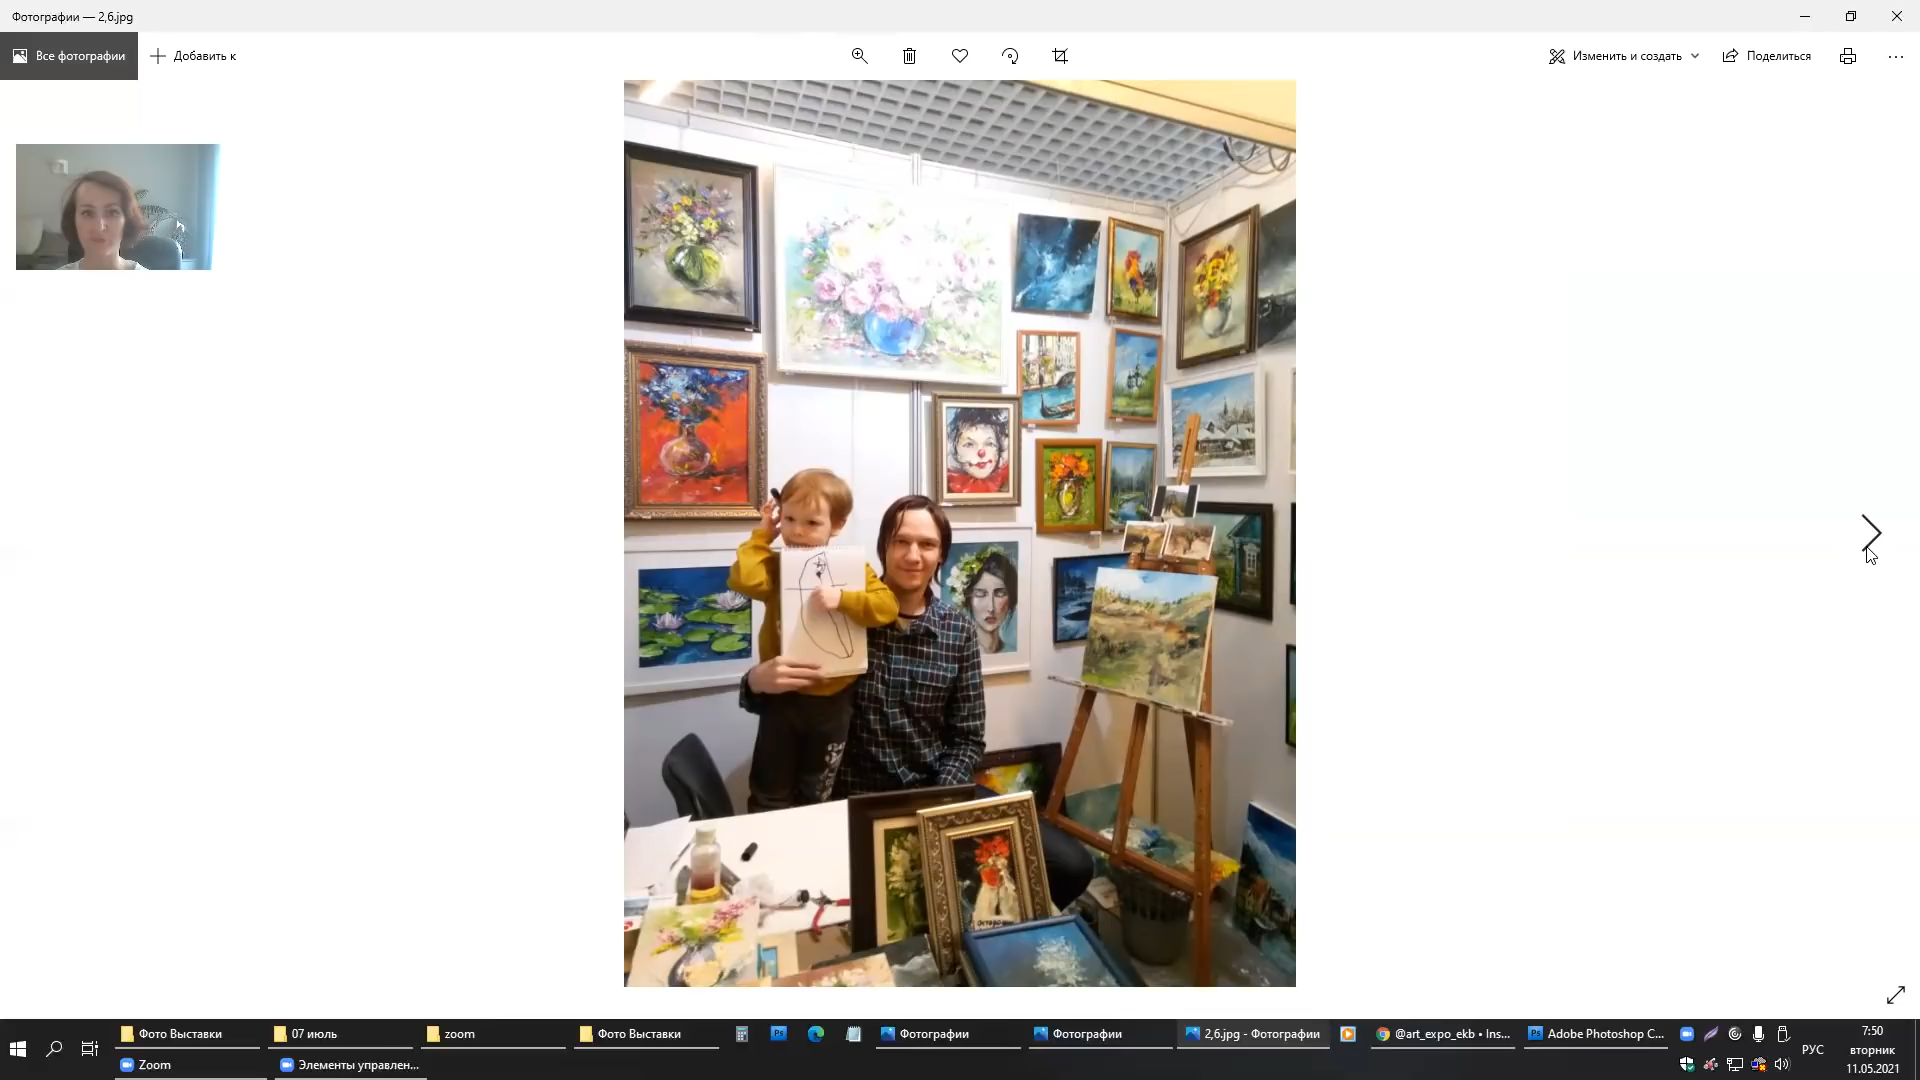 Фотографии — 2,6.jpg
Все фотографии
Добавить к
Изменить и создать
Поделиться
Фото Выставки
07 июль
zoom
Фото Выставки
Фотографии
Фотографии
2,6.jpg - Фотографии
@art_expo_ekb • Ins...
Adobe Photoshop C...
Zoom
Элементы управлен...
РУС
7:50
вторник
11.05.2021